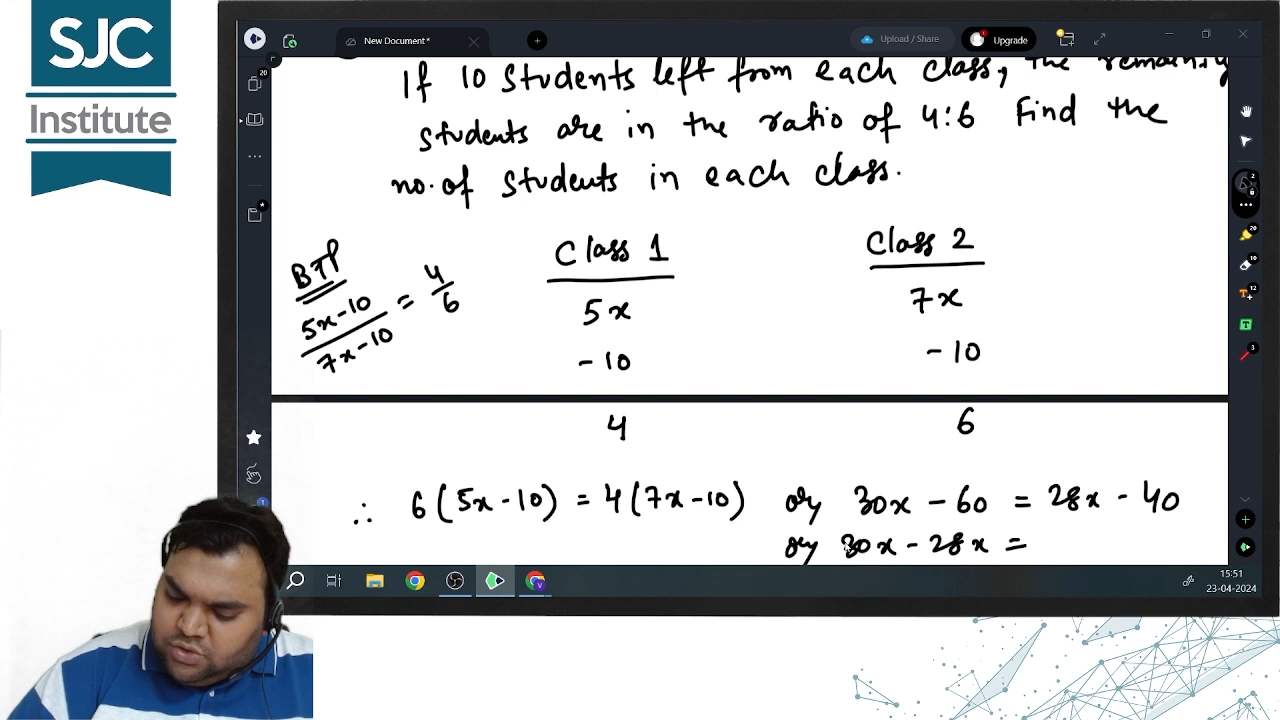 SJC
Institute
New Document*
Upload / Share
Upgrade
If 10 Students left from each class, the remaining
students are in the ratio of 4:6 Find the
no. of students in each class.
BTP
5x-10/7x-10 = 4/6
Class 1
Class 2
5x
7x
-10
-10
4
6
∴ 6(5x-10) = 4(7x-10) or 30x - 60 = 28x - 40
or 30x - 28x =
15:51
23-04-2024